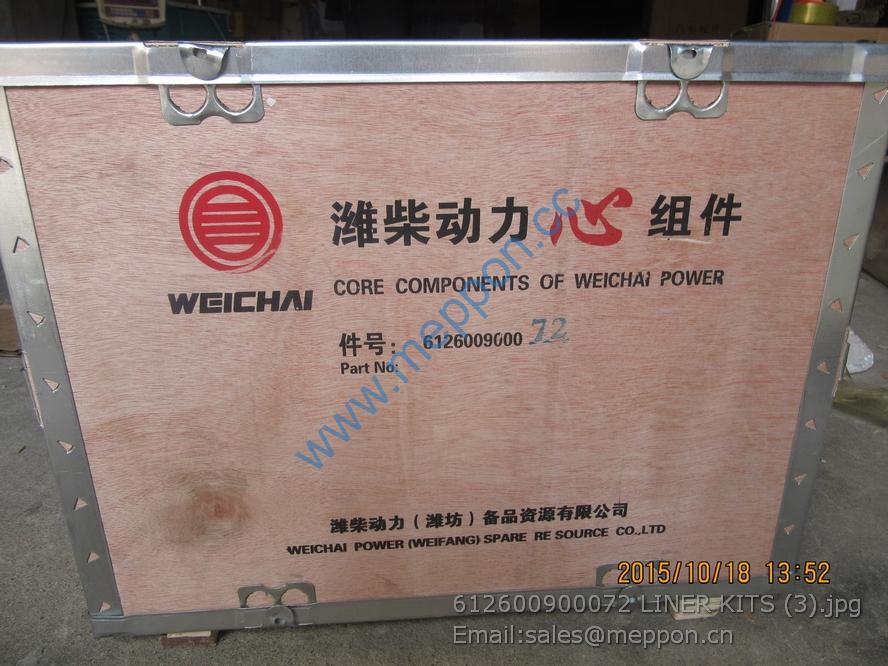 潍柴动力心组件
WEICHAI
CORE COMPONENTS OF WEICHAI POWER
件号: 612600900072
Part No:
www.meppon.cc
潍柴动力(潍坊)备品资源有限公司
WEICHAI POWER (WEIFANG) SPARE RE SOURCE CO.,LTD
2015/10/18 13:52
612600900072 LINER KITS (3).jpg
Email:sales@meppon.cn